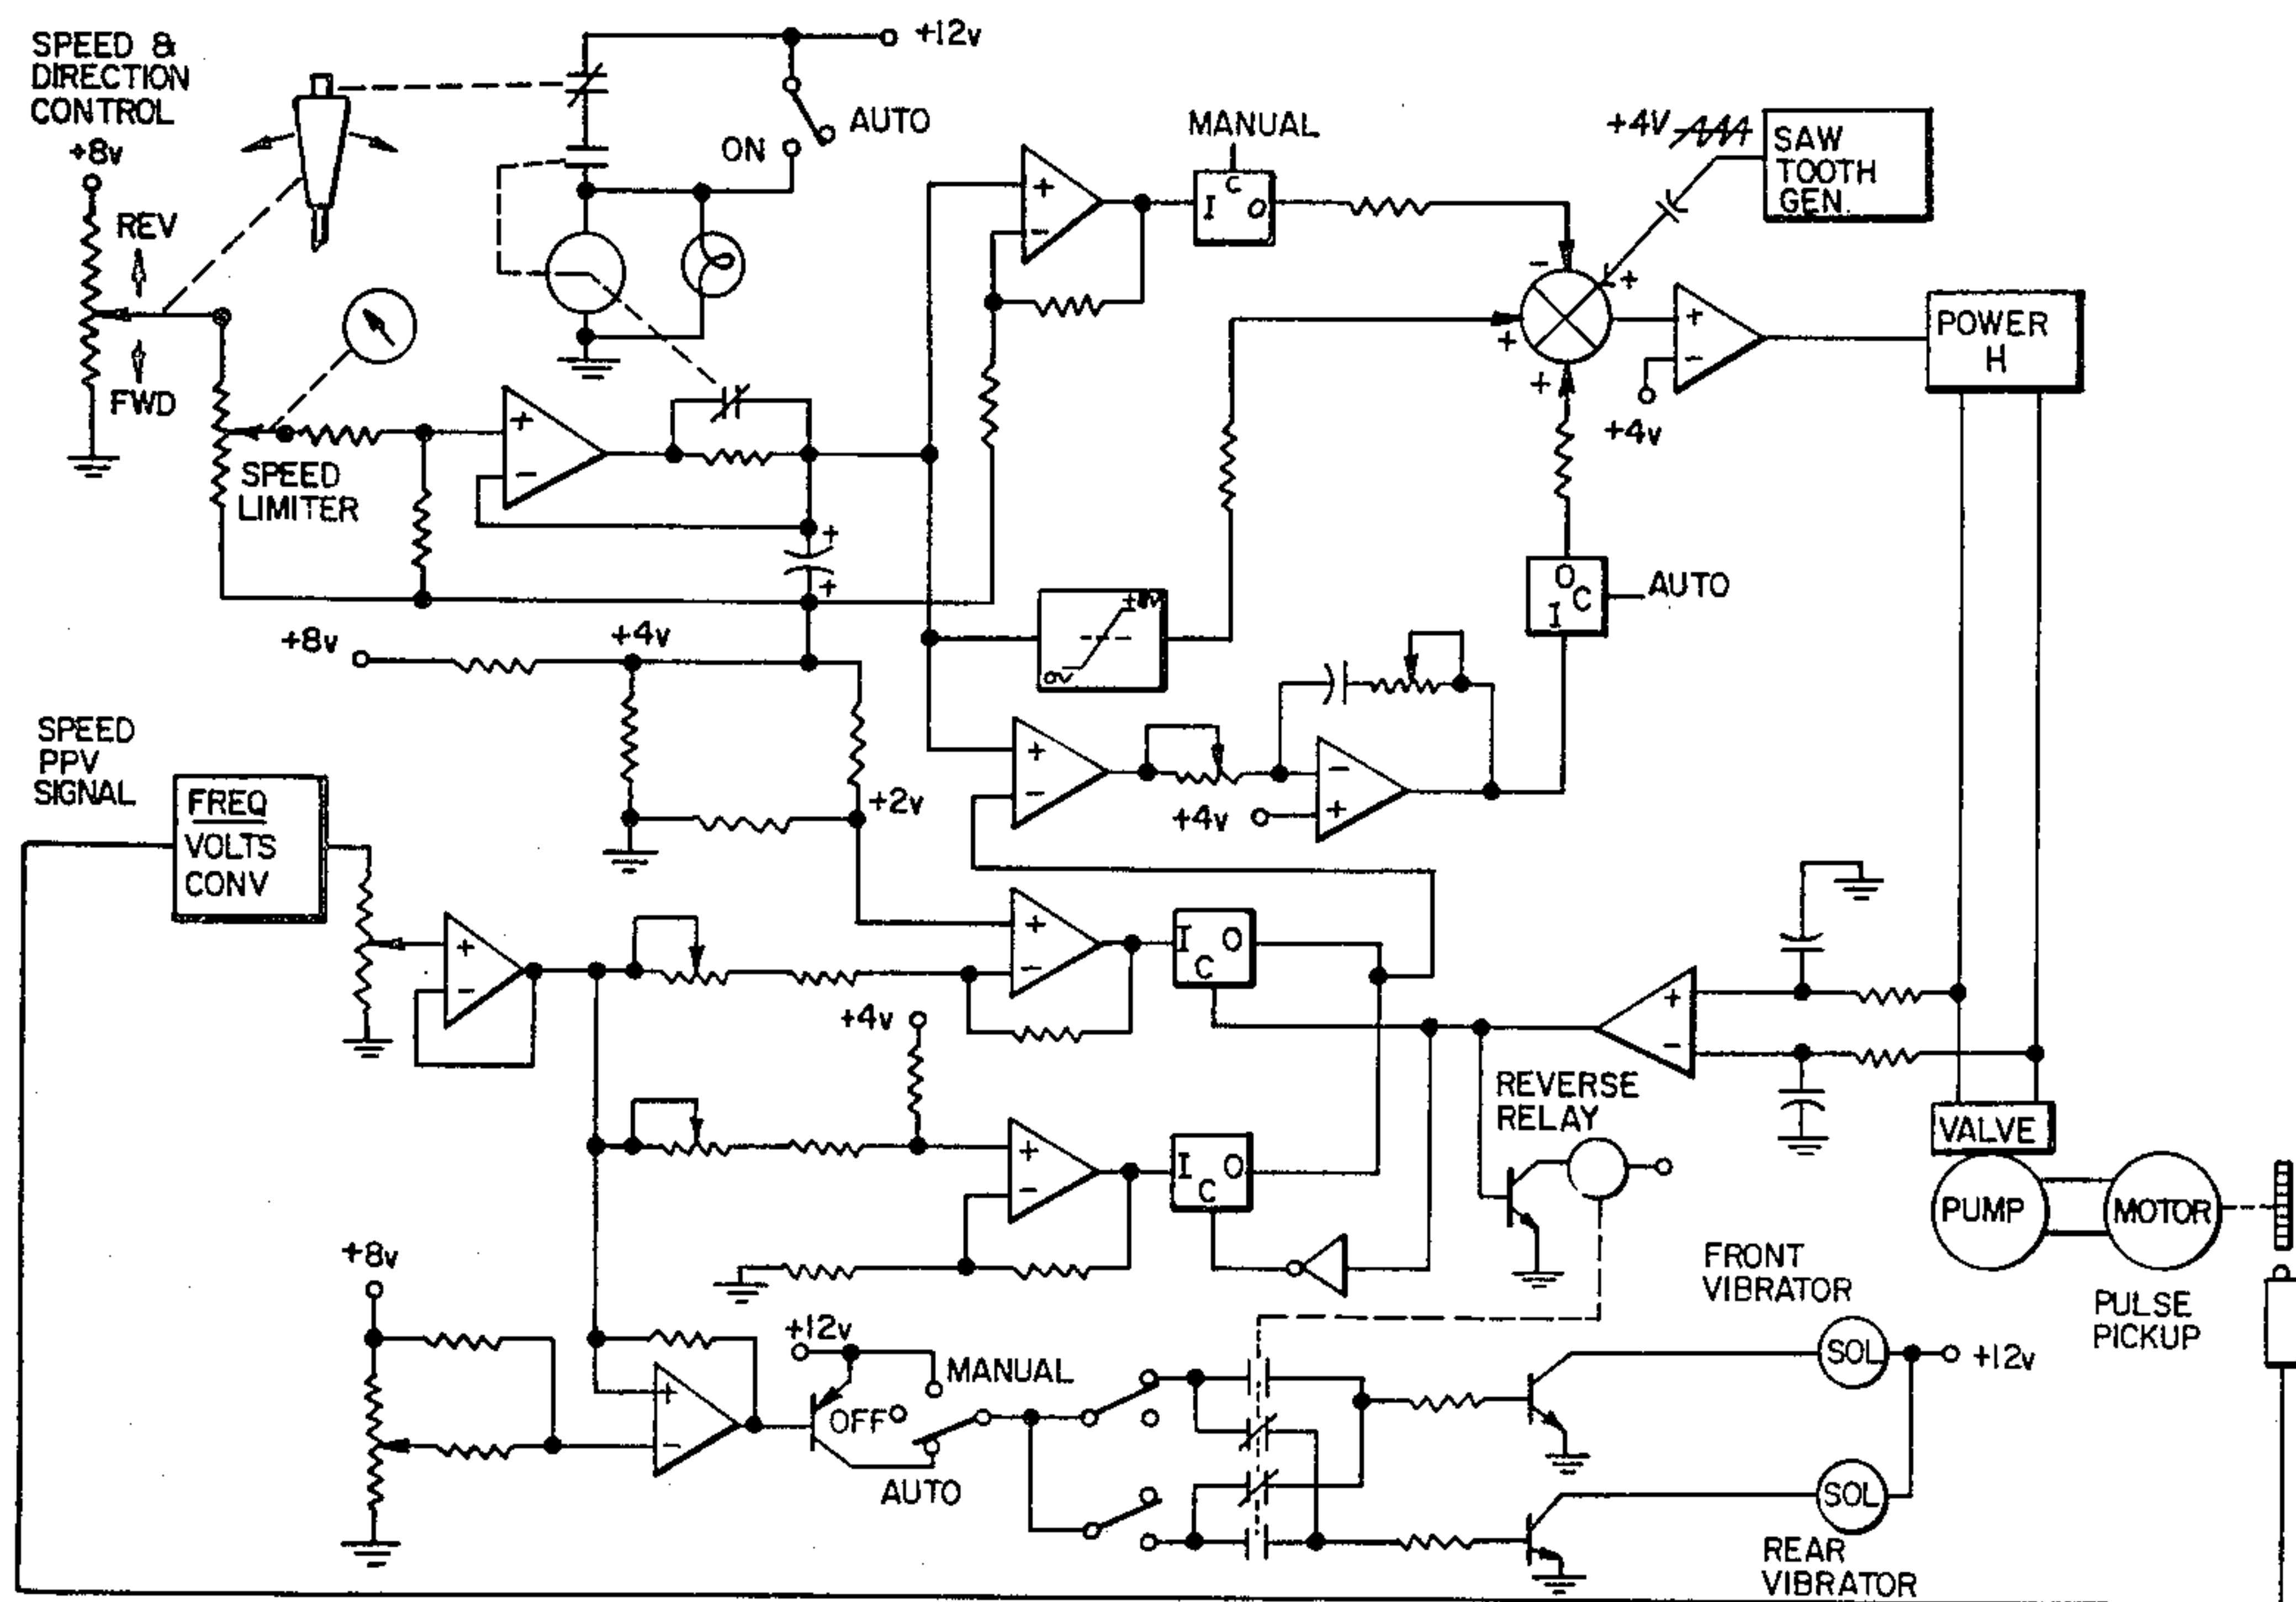 SPEED &
DIRECTION
CONTROL
+8v
REV
FWD
+12v
AUTO
ON
SPEED
LIMITER
+
−
+
+
MANUAL
I C O
+
−
+4V
SAW
TOOTH
GEN.
−
+
+
+
+
−
+4v
POWER
H
O
C
I
AUTO
+8v
0v
+8v
+4v
+2v
+
−
−
+
+4v
SPEED
PPV
SIGNAL
FREQ
VOLTS
CONV
+
−
+
−
I O
C
+4v
+
−
I O
C
+
−
REVERSE
RELAY
VALVE
PUMP
MOTOR
PULSE
PICKUP
+8v
+
−
+12v
MANUAL
OFF
AUTO
FRONT
VIBRATOR
SOL
+12v
SOL
REAR
VIBRATOR